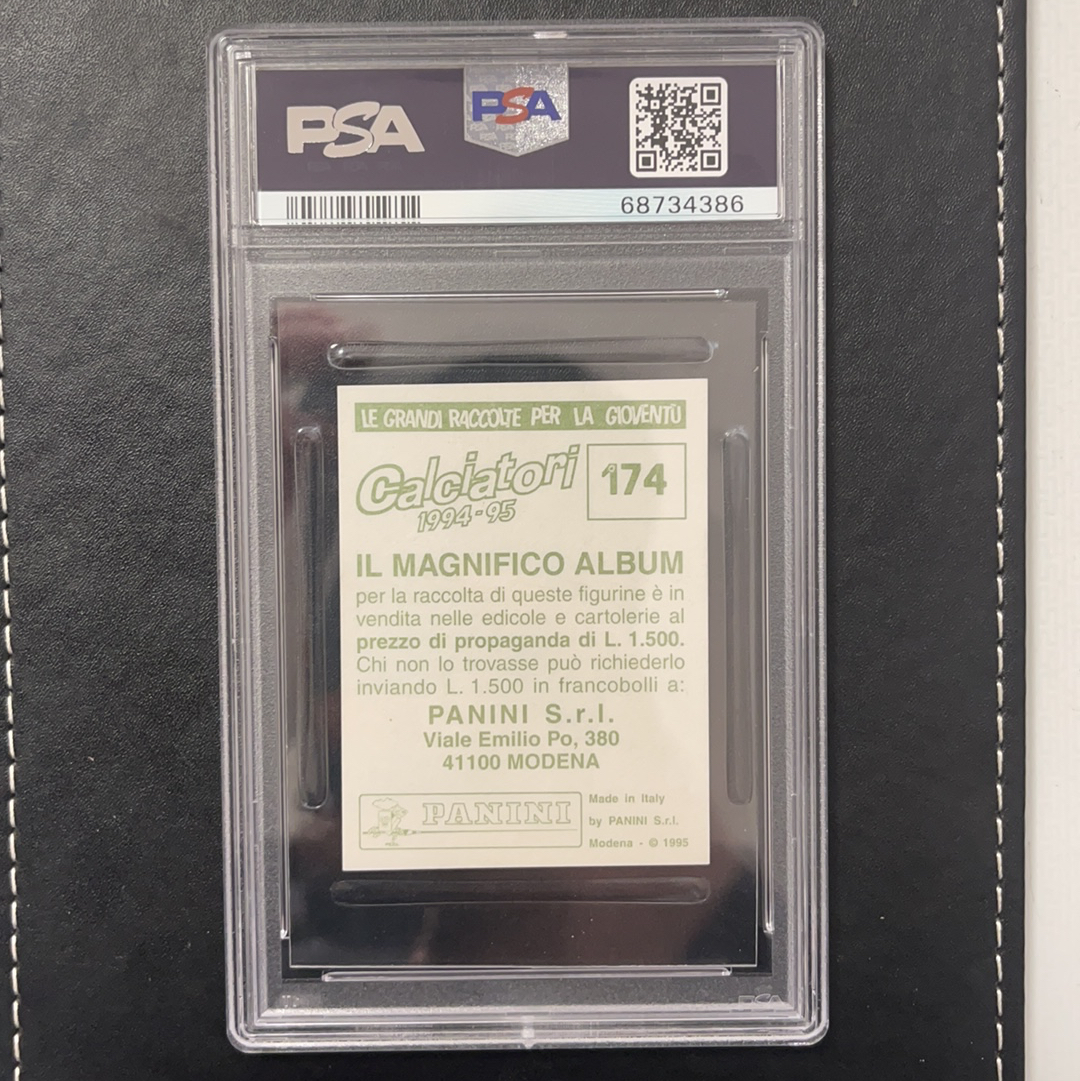 PSA
PSA
68734386
LE GRANDI RACCOLTE PER LA GIOVENTÙ
Calciatori
1994-95
174
IL MAGNIFICO ALBUM
per la raccolta di queste figurine è in
vendita nelle edicole e cartolerie al
prezzo di propaganda di L. 1.500.
Chi non lo trovasse può richiederlo
inviando L. 1.500 in francobolli a:
PANINI S.r.l.
Viale Emilio Po, 380
41100 MODENA
PANINI
Made in Italy
by PANINI S.r.l.
Modena - © 1995
PSA